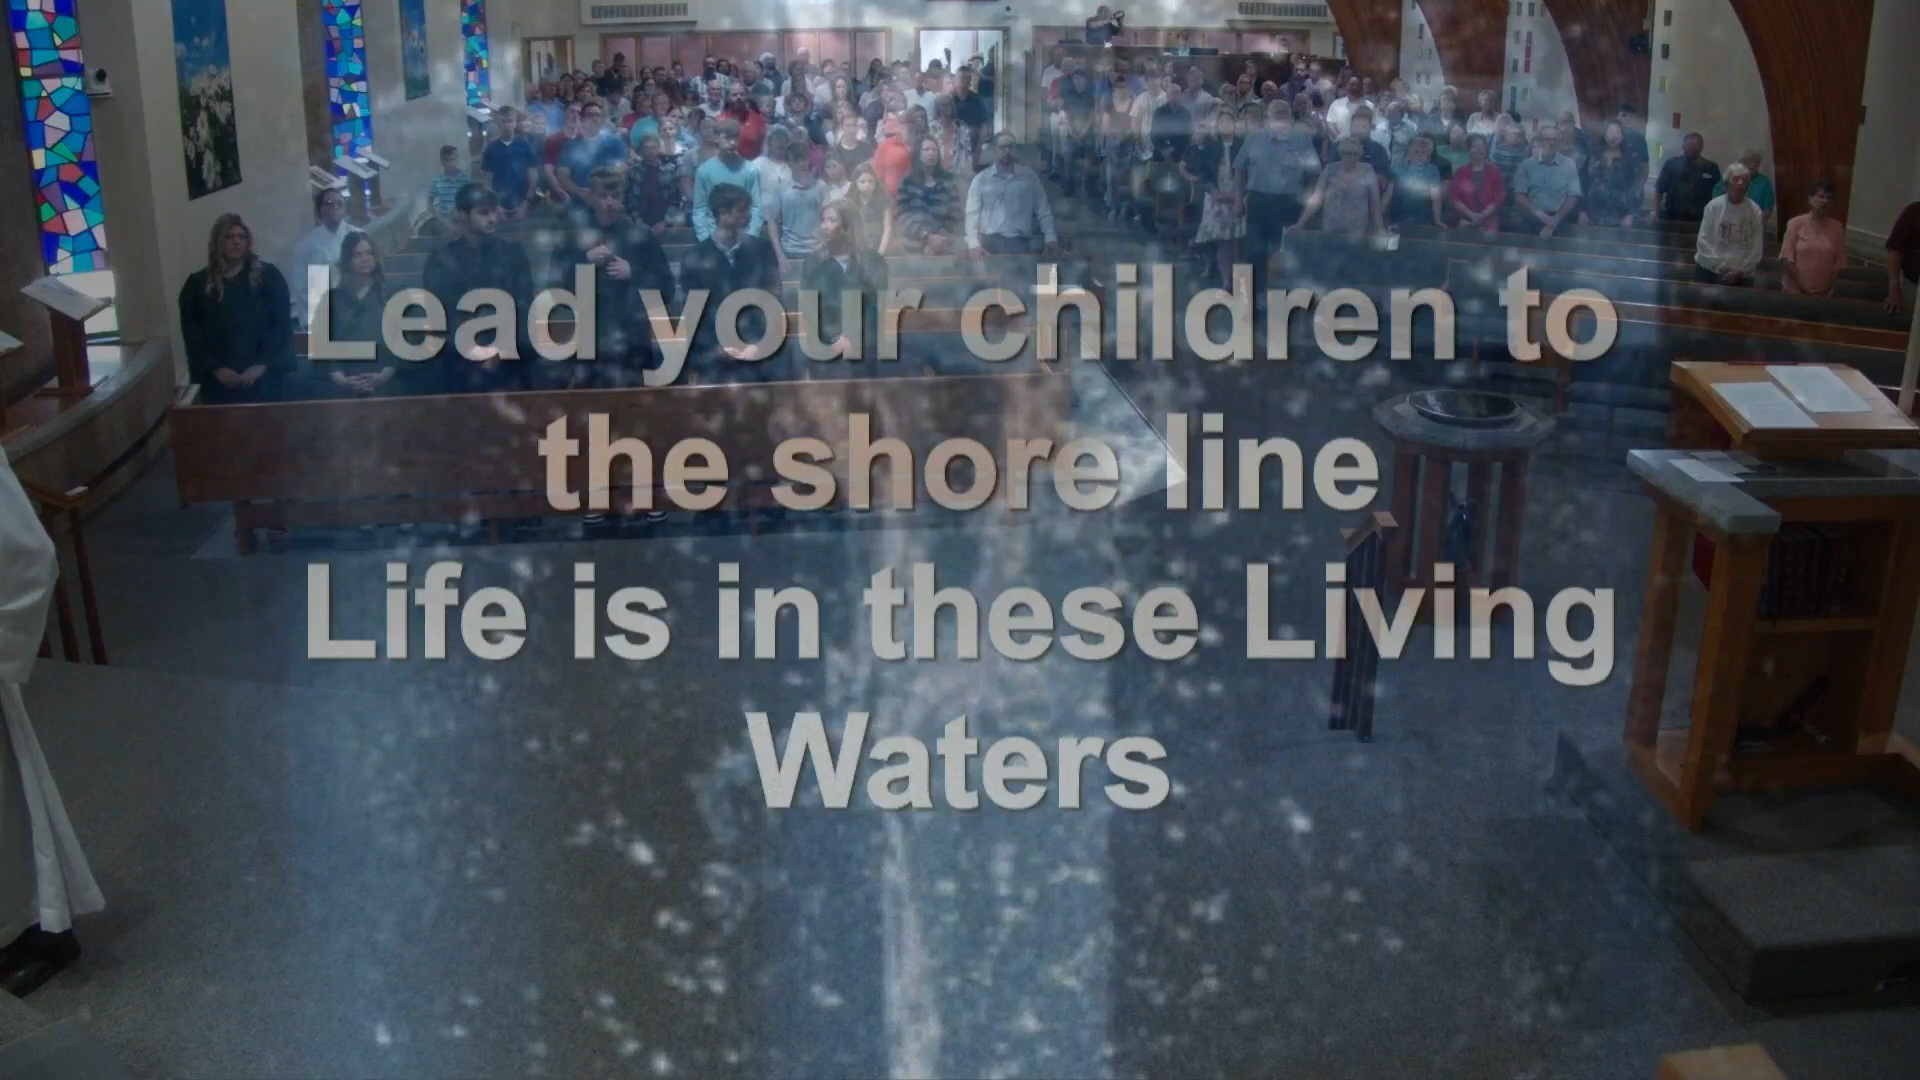 Lead your children to
the shore line
Life is in these Living
Waters